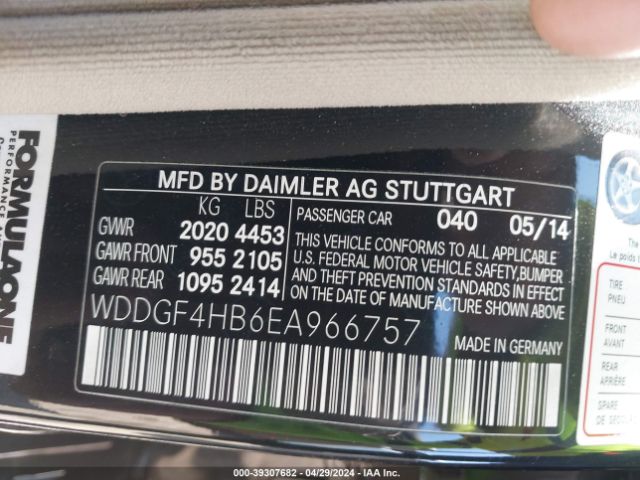 MFD BY DAIMLER AG STUTTGART
KG LBS
GWR 2020 4453
GAWR FRONT 955 2105
GAWR REAR 1095 2414
PASSENGER CAR 040 05/14
THIS VEHICLE CONFORMS TO ALL APPLICABLE
U.S. FEDERAL MOTOR VEHICLE SAFETY, BUMPER
AND THEFT PREVENTION STANDARDS IN EFFECT
ON THE DATE OF MANUFACTURE SHOWN ABOVE
WDDGF4HB6EA966757
MADE IN GERMANY
FORMULAONE
PERFORMANCE
TIRE
PNEU
FRONT
AVANT
REAR
ARRIÈRE
SPARE
000-39307682 / 04/29/2024 / IAA Inc.